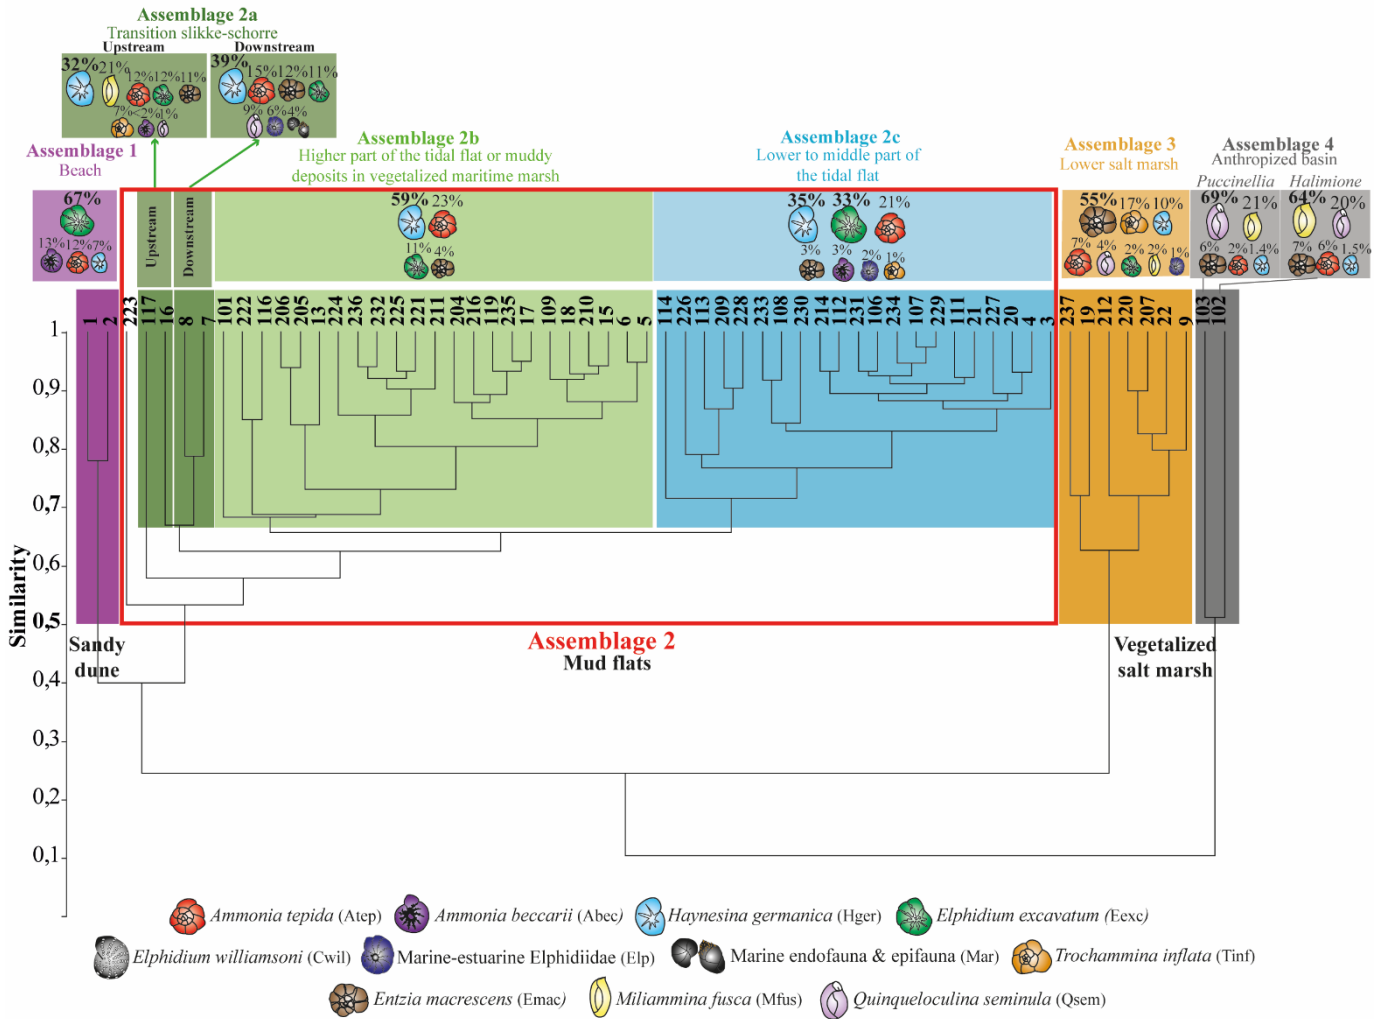 Assemblage 2a
Transition slikke-schorre
Upstream Downstream
32% 21% 12% 12% 11%
7% <2% 1%
39% 15% 12% 11%
9% 6% 4%
Assemblage 1
Beach
67%
13% 12% 7%
Upstream
Downstream
Assemblage 2b
Higher part of the tidal flat or muddy
deposits in vegetalized maritime marsh
59% 23%
11% 4%
Assemblage 2c
Lower to middle part of
the tidal flat
35% 33% 21%
3% 3% 2% 1%
Assemblage 3
Lower salt marsh
55% 17% 10%
7% 4% 2% 2% 1%
Assemblage 4
Anthropized basin
Puccinellia Halimione
69% 21% 64% 20%
6% 2% 1.4% 7% 6% 1.5%
1 2 223 117 16 8 7 101 222 116 206 205 13 224 236 232 225 221 211 204 216 119 235 17 109 18 210 15 6 5 114 226 113 209 228 233 108 230 214 112 231 106 234 107 229 111 21 227 20 4 3 237 19 212 220 207 22 9 103 102
Similarity
1
0,9
0,8
0,7
0,6
0,5
0,4
0,3
0,2
0,1
Sandy
dune
Assemblage 2
Mud flats
Vegetalized
salt marsh
Ammonia tepida (Atep) Ammonia beccarii (Abec) Haynesina germanica (Hger) Elphidium excavatum (Eexc)
Elphidium williamsoni (Cwil) Marine-estuarine Elphidiidae (Elp) Marine endofauna & epifauna (Mar) Trochammina inflata (Tinf)
Entzia macrescens (Emac) Miliammina fusca (Mfus) Quinqueloculina seminula (Qsem)